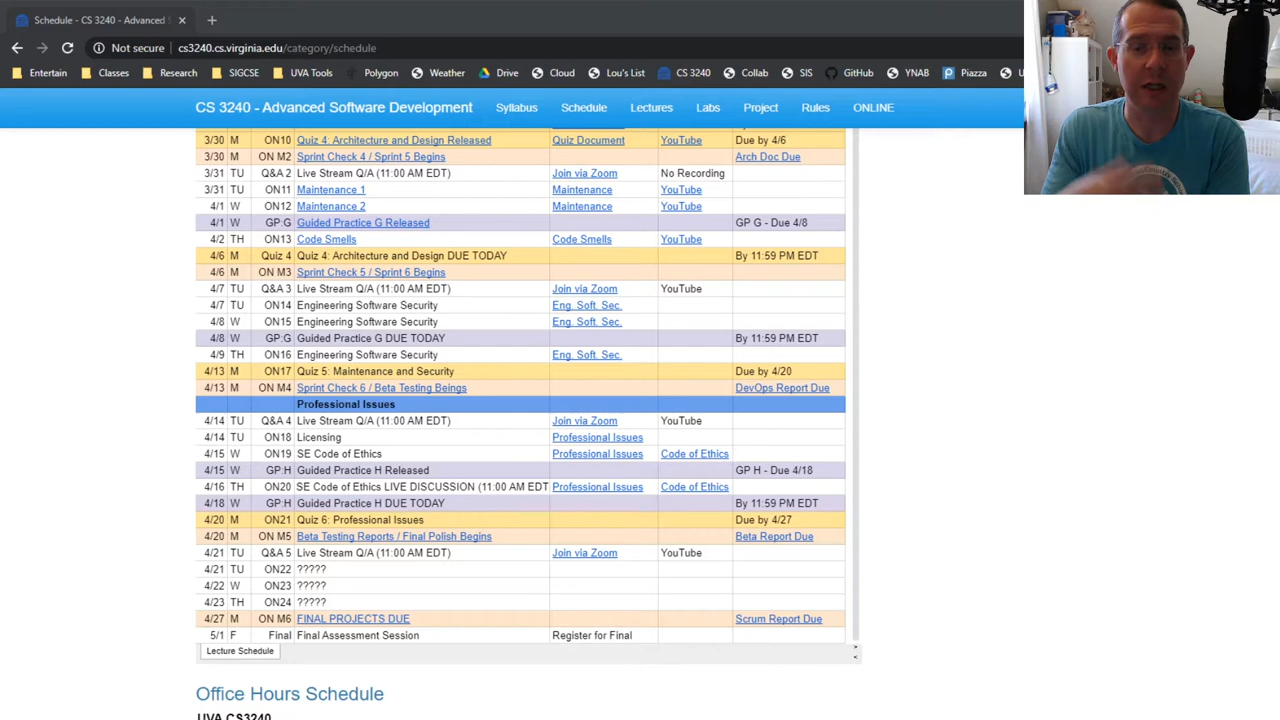 Schedule - CS 3240 - Advanced S
Not secure | cs3240.cs.virginia.edu/category/schedule
Entertain Classes Research SIGCSE UVA Tools Polygon Weather Drive Cloud Lou's List CS 3240 Collab SIS GitHub YNAB Piazza U
CS 3240 - Advanced Software Development Syllabus Schedule Lectures Labs Project Rules ONLINE
3/30 M ON10 Quiz 4: Architecture and Design Released Quiz Document YouTube Due by 4/6
3/30 M ON M2 Sprint Check 4 / Sprint 5 Begins Arch Doc Due
3/31 TU Q&A 2 Live Stream Q/A (11:00 AM EDT) Join via Zoom No Recording
3/31 TU ON11 Maintenance 1 Maintenance YouTube
4/1 W ON12 Maintenance 2 Maintenance YouTube
4/1 W GP:G Guided Practice G Released GP G - Due 4/8
4/2 TH ON13 Code Smells Code Smells YouTube
4/6 M Quiz 4 Quiz 4: Architecture and Design DUE TODAY By 11:59 PM EDT
4/6 M ON M3 Sprint Check 5 / Sprint 6 Begins
4/7 TU Q&A 3 Live Stream Q/A (11:00 AM EDT) Join via Zoom YouTube
4/7 TU ON14 Engineering Software Security Eng. Soft. Sec.
4/8 W ON15 Engineering Software Security Eng. Soft. Sec.
4/8 W GP:G Guided Practice G DUE TODAY By 11:59 PM EDT
4/9 TH ON16 Engineering Software Security Eng. Soft. Sec.
4/13 M ON17 Quiz 5: Maintenance and Security Due by 4/20
4/13 M ON M4 Sprint Check 6 / Beta Testing Beings DevOps Report Due
Professional Issues
4/14 TU Q&A 4 Live Stream Q/A (11:00 AM EDT) Join via Zoom YouTube
4/14 TU ON18 Licensing Professional Issues
4/15 W ON19 SE Code of Ethics Professional Issues Code of Ethics
4/15 W GP:H Guided Practice H Released GP H - Due 4/18
4/16 TH ON20 SE Code of Ethics LIVE DISCUSSION (11:00 AM EDT Professional Issues Code of Ethics
4/18 W GP:H Guided Practice H DUE TODAY By 11:59 PM EDT
4/20 M ON21 Quiz 6: Professional Issues Due by 4/27
4/20 M ON M5 Beta Testing Reports / Final Polish Begins Beta Report Due
4/21 TU Q&A 5 Live Stream Q/A (11:00 AM EDT) Join via Zoom YouTube
4/21 TU ON22 ?????
4/22 W ON23 ?????
4/23 TH ON24 ?????
4/27 M ON M6 FINAL PROJECTS DUE Scrum Report Due
5/1 F Final Final Assessment Session Register for Final
Lecture Schedule
Office Hours Schedule
UVA CS3240